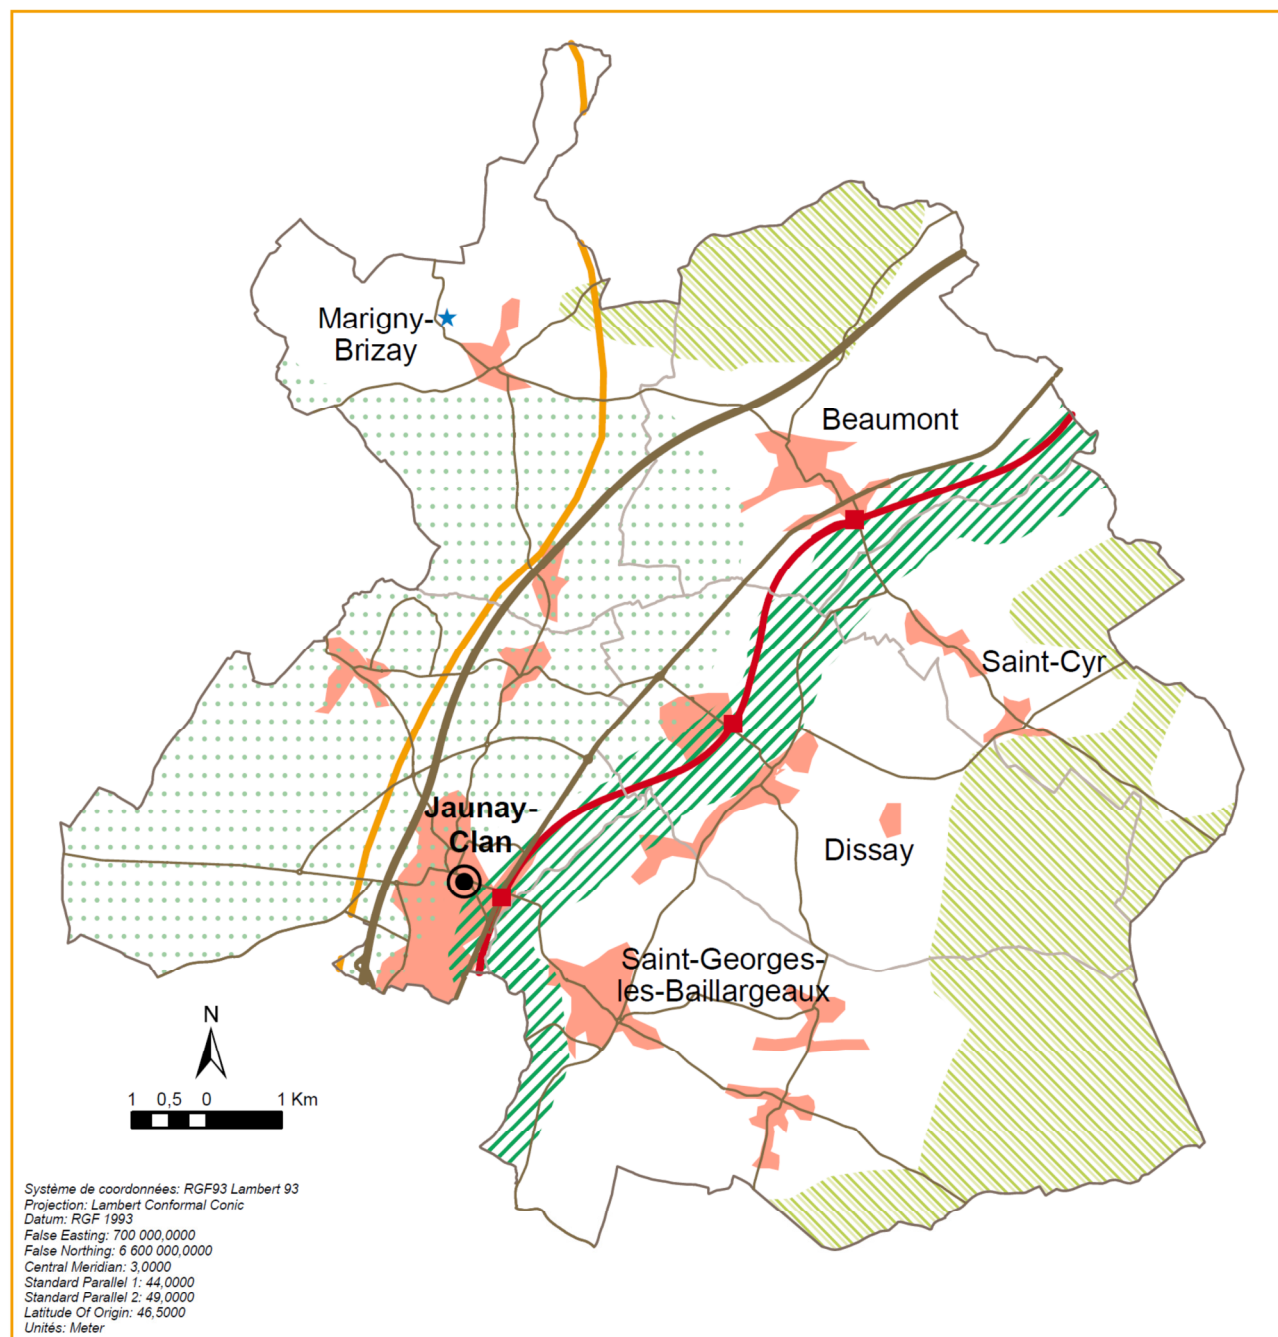 Marigny-
Brizay
Beaumont
Saint-Cyr
Jaunay-
Clan
Dissay
Saint-Georges-
les-Baillargeaux
N
1 0,5 0 1 Km
Système de coordonnées: RGF93 Lambert 93
Projection: Lambert Conformal Conic
Datum: RGF 1993
False Easting: 700 000,0000
False Northing: 6 600 000,0000
Central Meridian: 3,0000
Standard Parallel 1: 44,0000
Standard Parallel 2: 49,0000
Latitude Of Origin: 46,5000
Unités: Meter